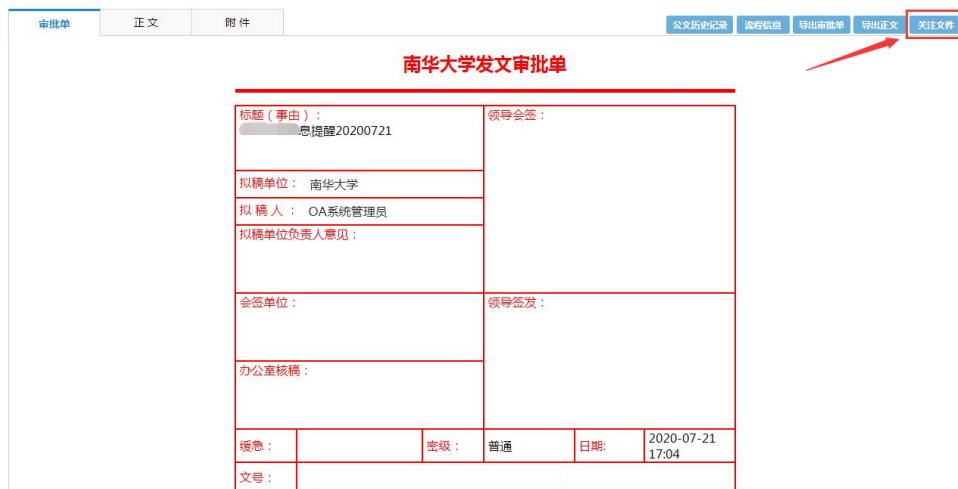 审批单 正 文 附 件
公文历史记录 流程信息 导出审批单 导出正文 关注文件
南华大学发文审批单
标题（事由）：
息提醒20200721
领导会签：
拟稿单位： 南华大学
拟 稿 人 ： OA系统管理员
拟稿单位负责人意见：
会签单位：
领导签发：
办公室核稿：
缓急： 密级： 普通 日期: 2020-07-21
17:04
文号：